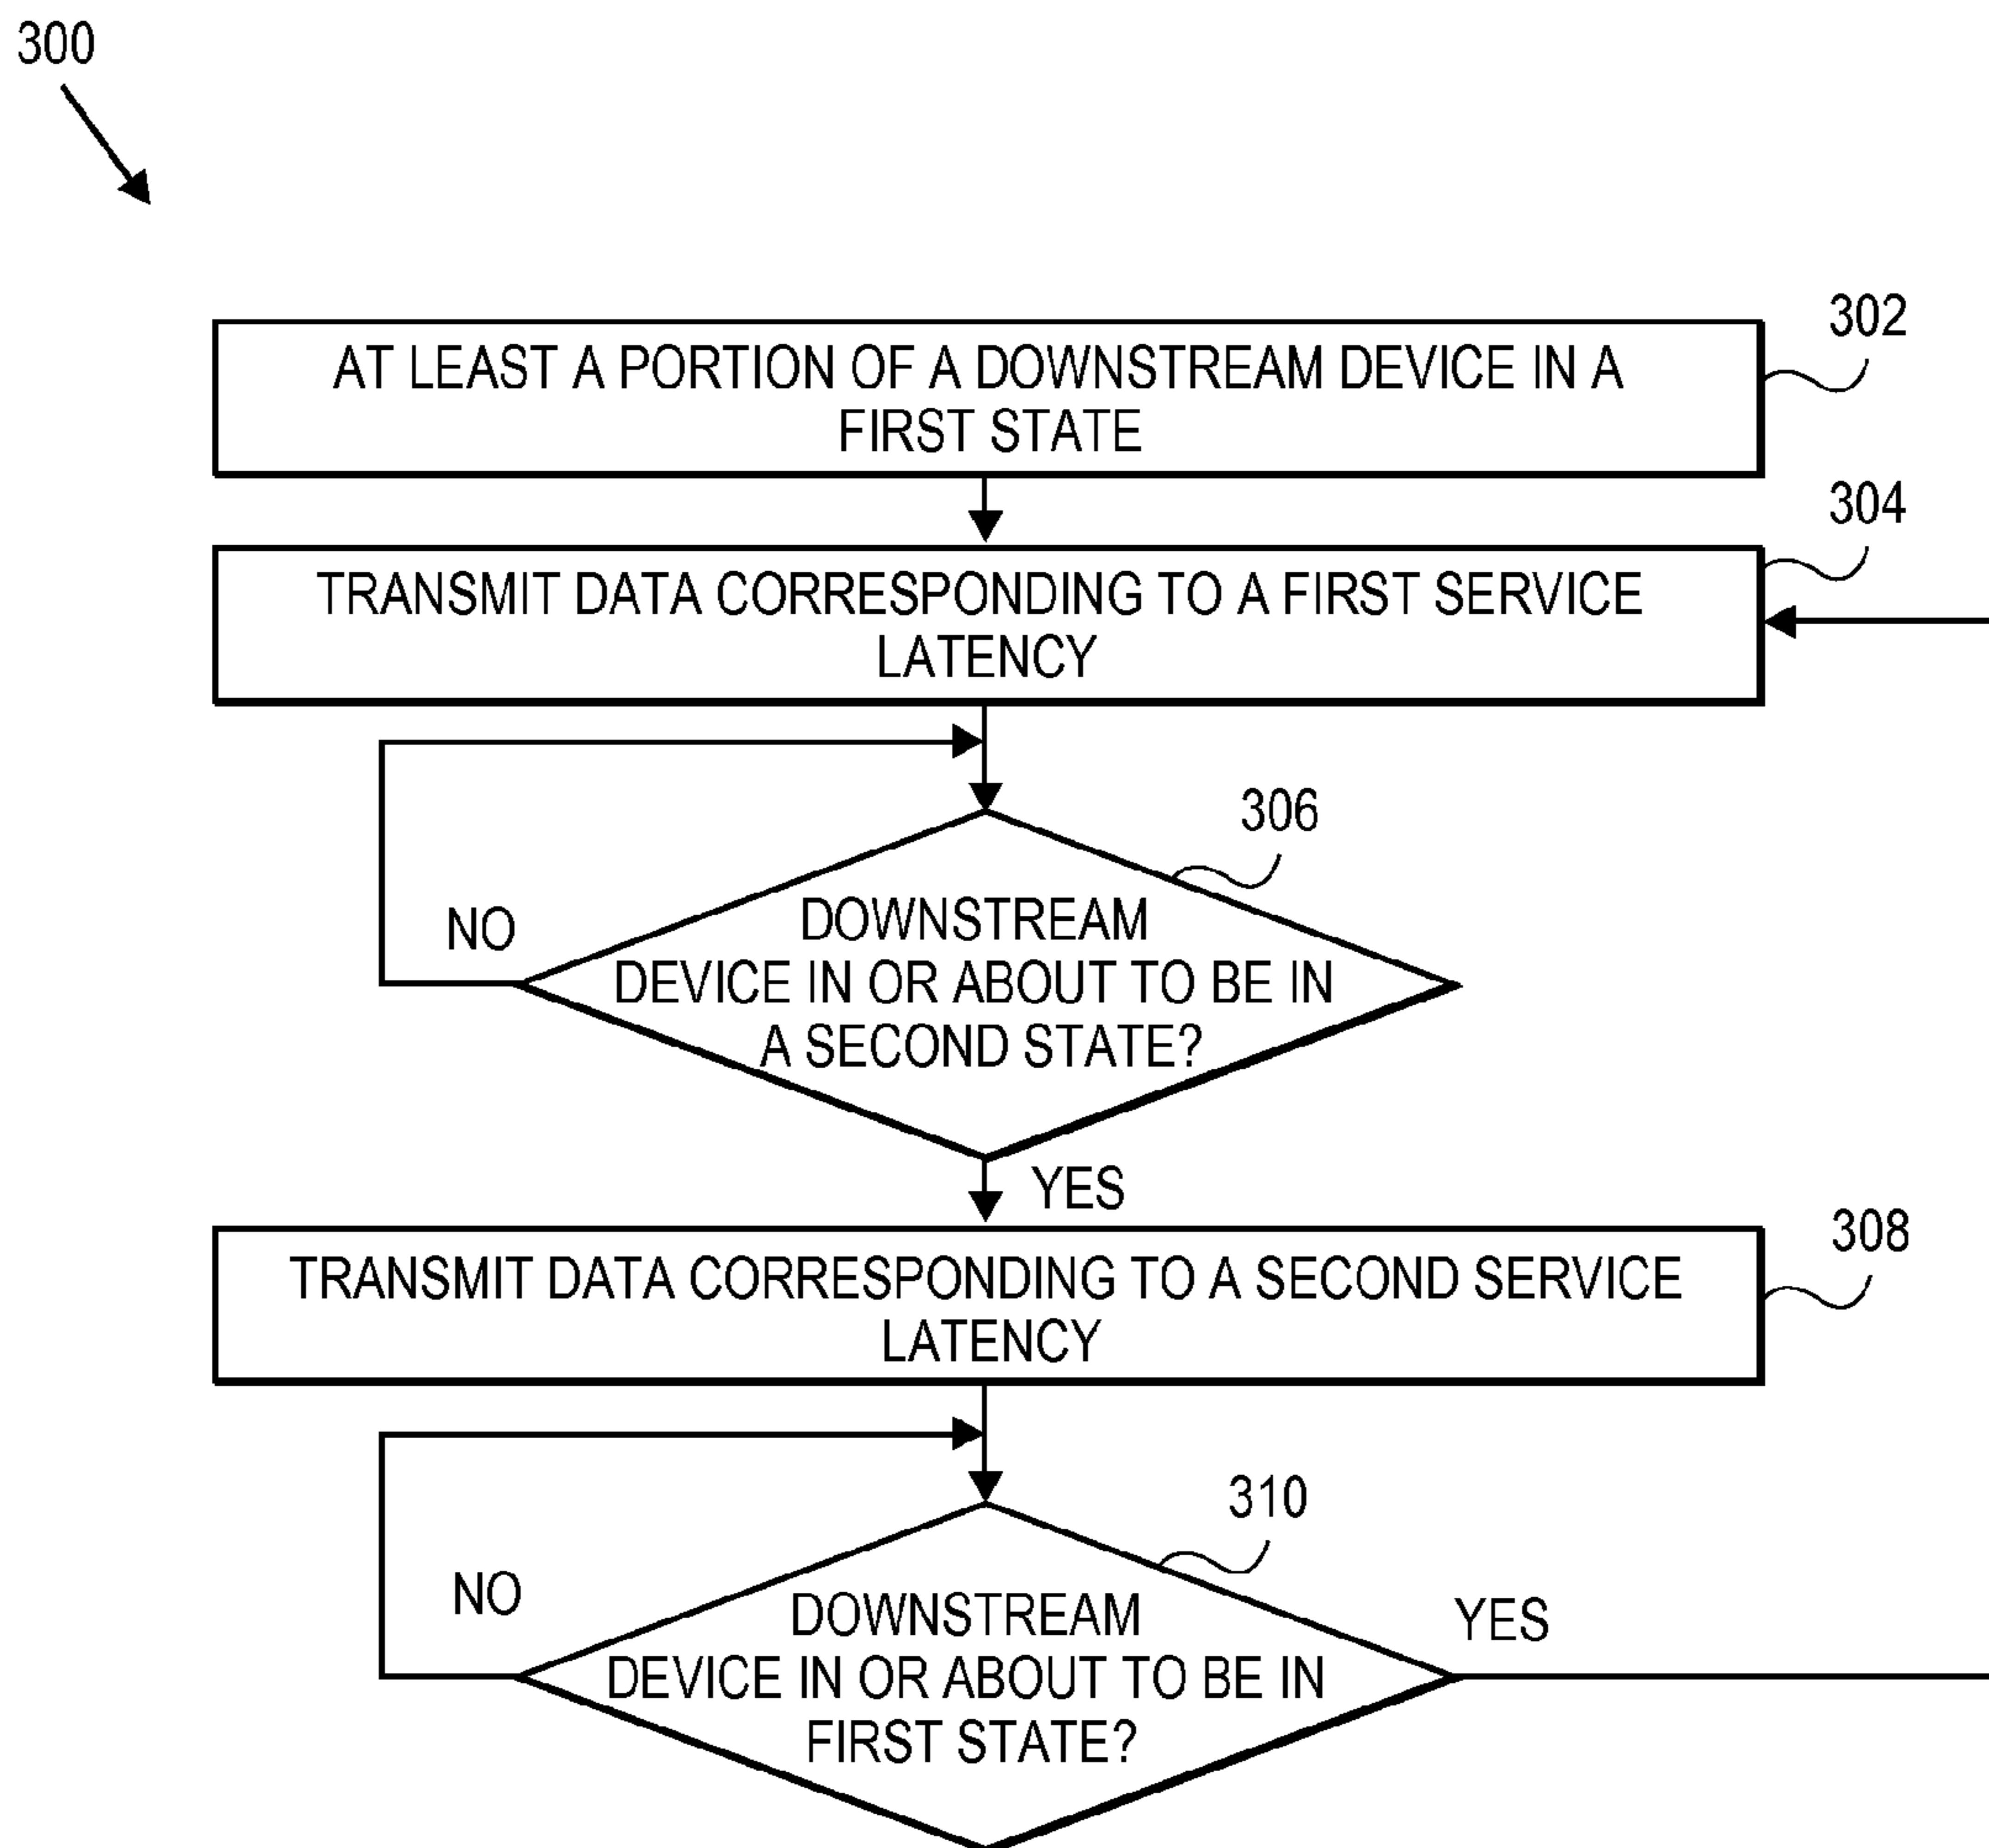 300
302
AT LEAST A PORTION OF A DOWNSTREAM DEVICE IN A
FIRST STATE
304
TRANSMIT DATA CORRESPONDING TO A FIRST SERVICE
LATENCY
306
NO
DOWNSTREAM
DEVICE IN OR ABOUT TO BE IN
A SECOND STATE?
YES
308
TRANSMIT DATA CORRESPONDING TO A SECOND SERVICE
LATENCY
310
NO
DOWNSTREAM
DEVICE IN OR ABOUT TO BE IN
FIRST STATE?
YES